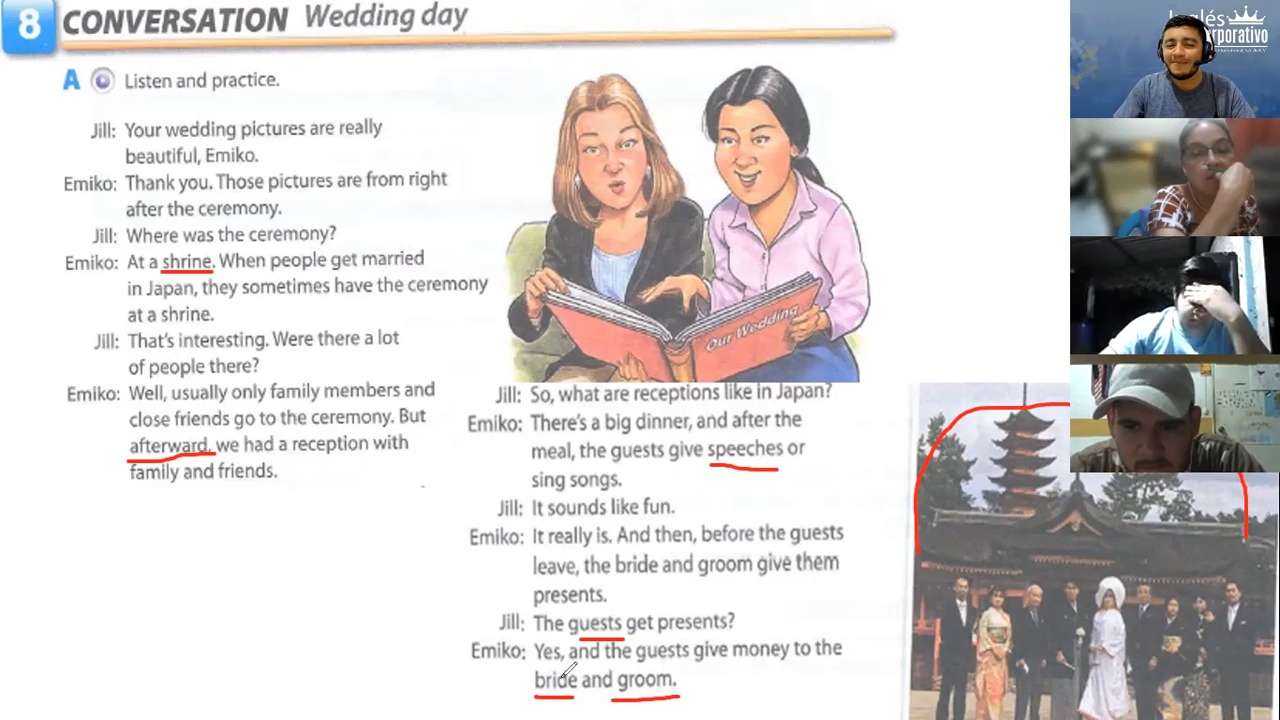 8 CONVERSATION Wedding day
A Listen and practice.
Jill: Your wedding pictures are really
beautiful, Emiko.
Emiko: Thank you. Those pictures are from right
after the ceremony.
Jill: Where was the ceremony?
Emiko: At a shrine. When people get married
in Japan, they sometimes have the ceremony
at a shrine.
Jill: That's interesting. Were there a lot
of people there?
Emiko: Well, usually only family members and
close friends go to the ceremony. But
afterward, we had a reception with
family and friends.
Our Wedding
Jill: So, what are receptions like in Japan?
Emiko: There's a big dinner, and after the
meal, the guests give speeches or
sing songs.
Jill: It sounds like fun.
Emiko: It really is. And then, before the guests
leave, the bride and groom give them
presents.
Jill: The guests get presents?
Emiko: Yes, and the guests give money to the
bride and groom.
Inglés